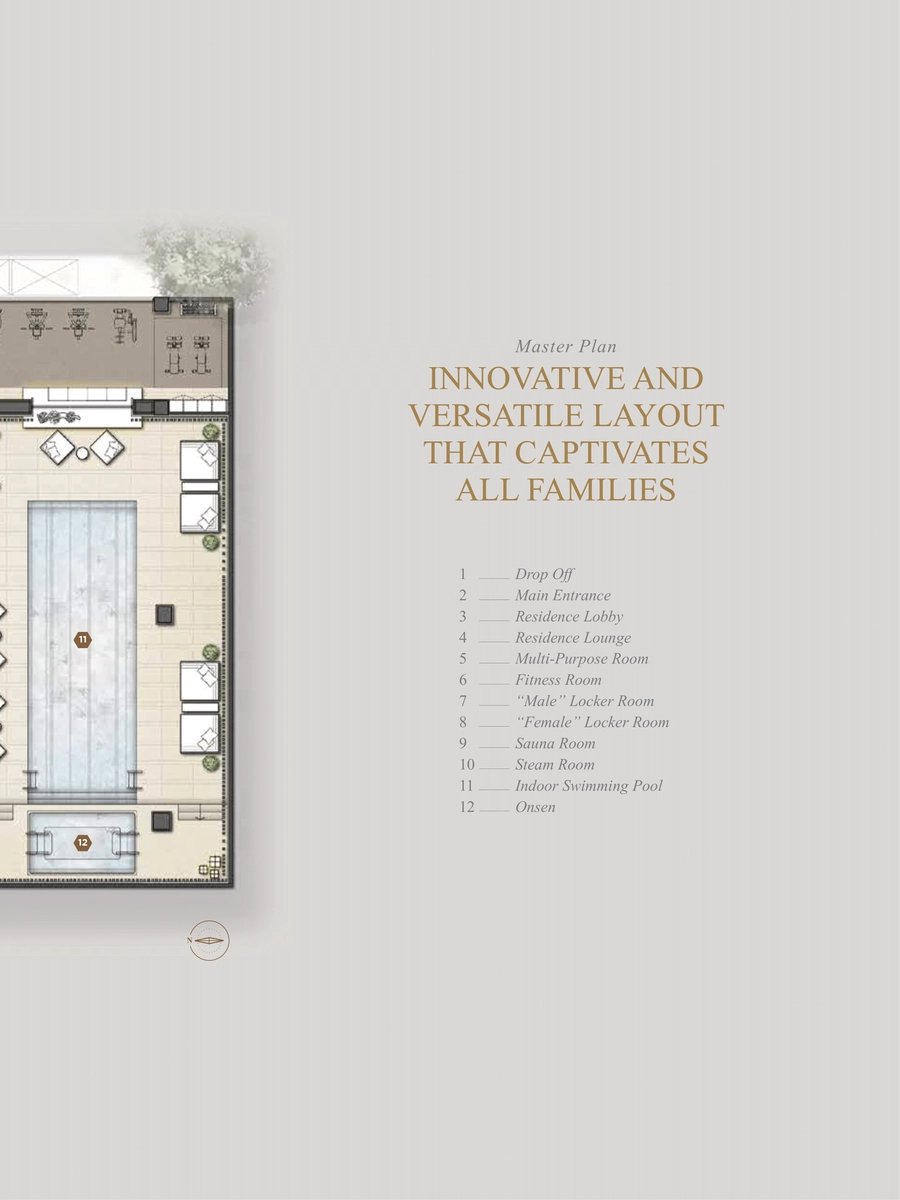 Master Plan
INNOVATIVE AND
VERSATILE LAYOUT
THAT CAPTIVATES
ALL FAMILIES
1 Drop Off
2 Main Entrance
3 Residence Lobby
4 Residence Lounge
5 Multi-Purpose Room
6 Fitness Room
7 “Male” Locker Room
8 “Female” Locker Room
9 Sauna Room
10 Steam Room
11 Indoor Swimming Pool
12 Onsen
11
12
N